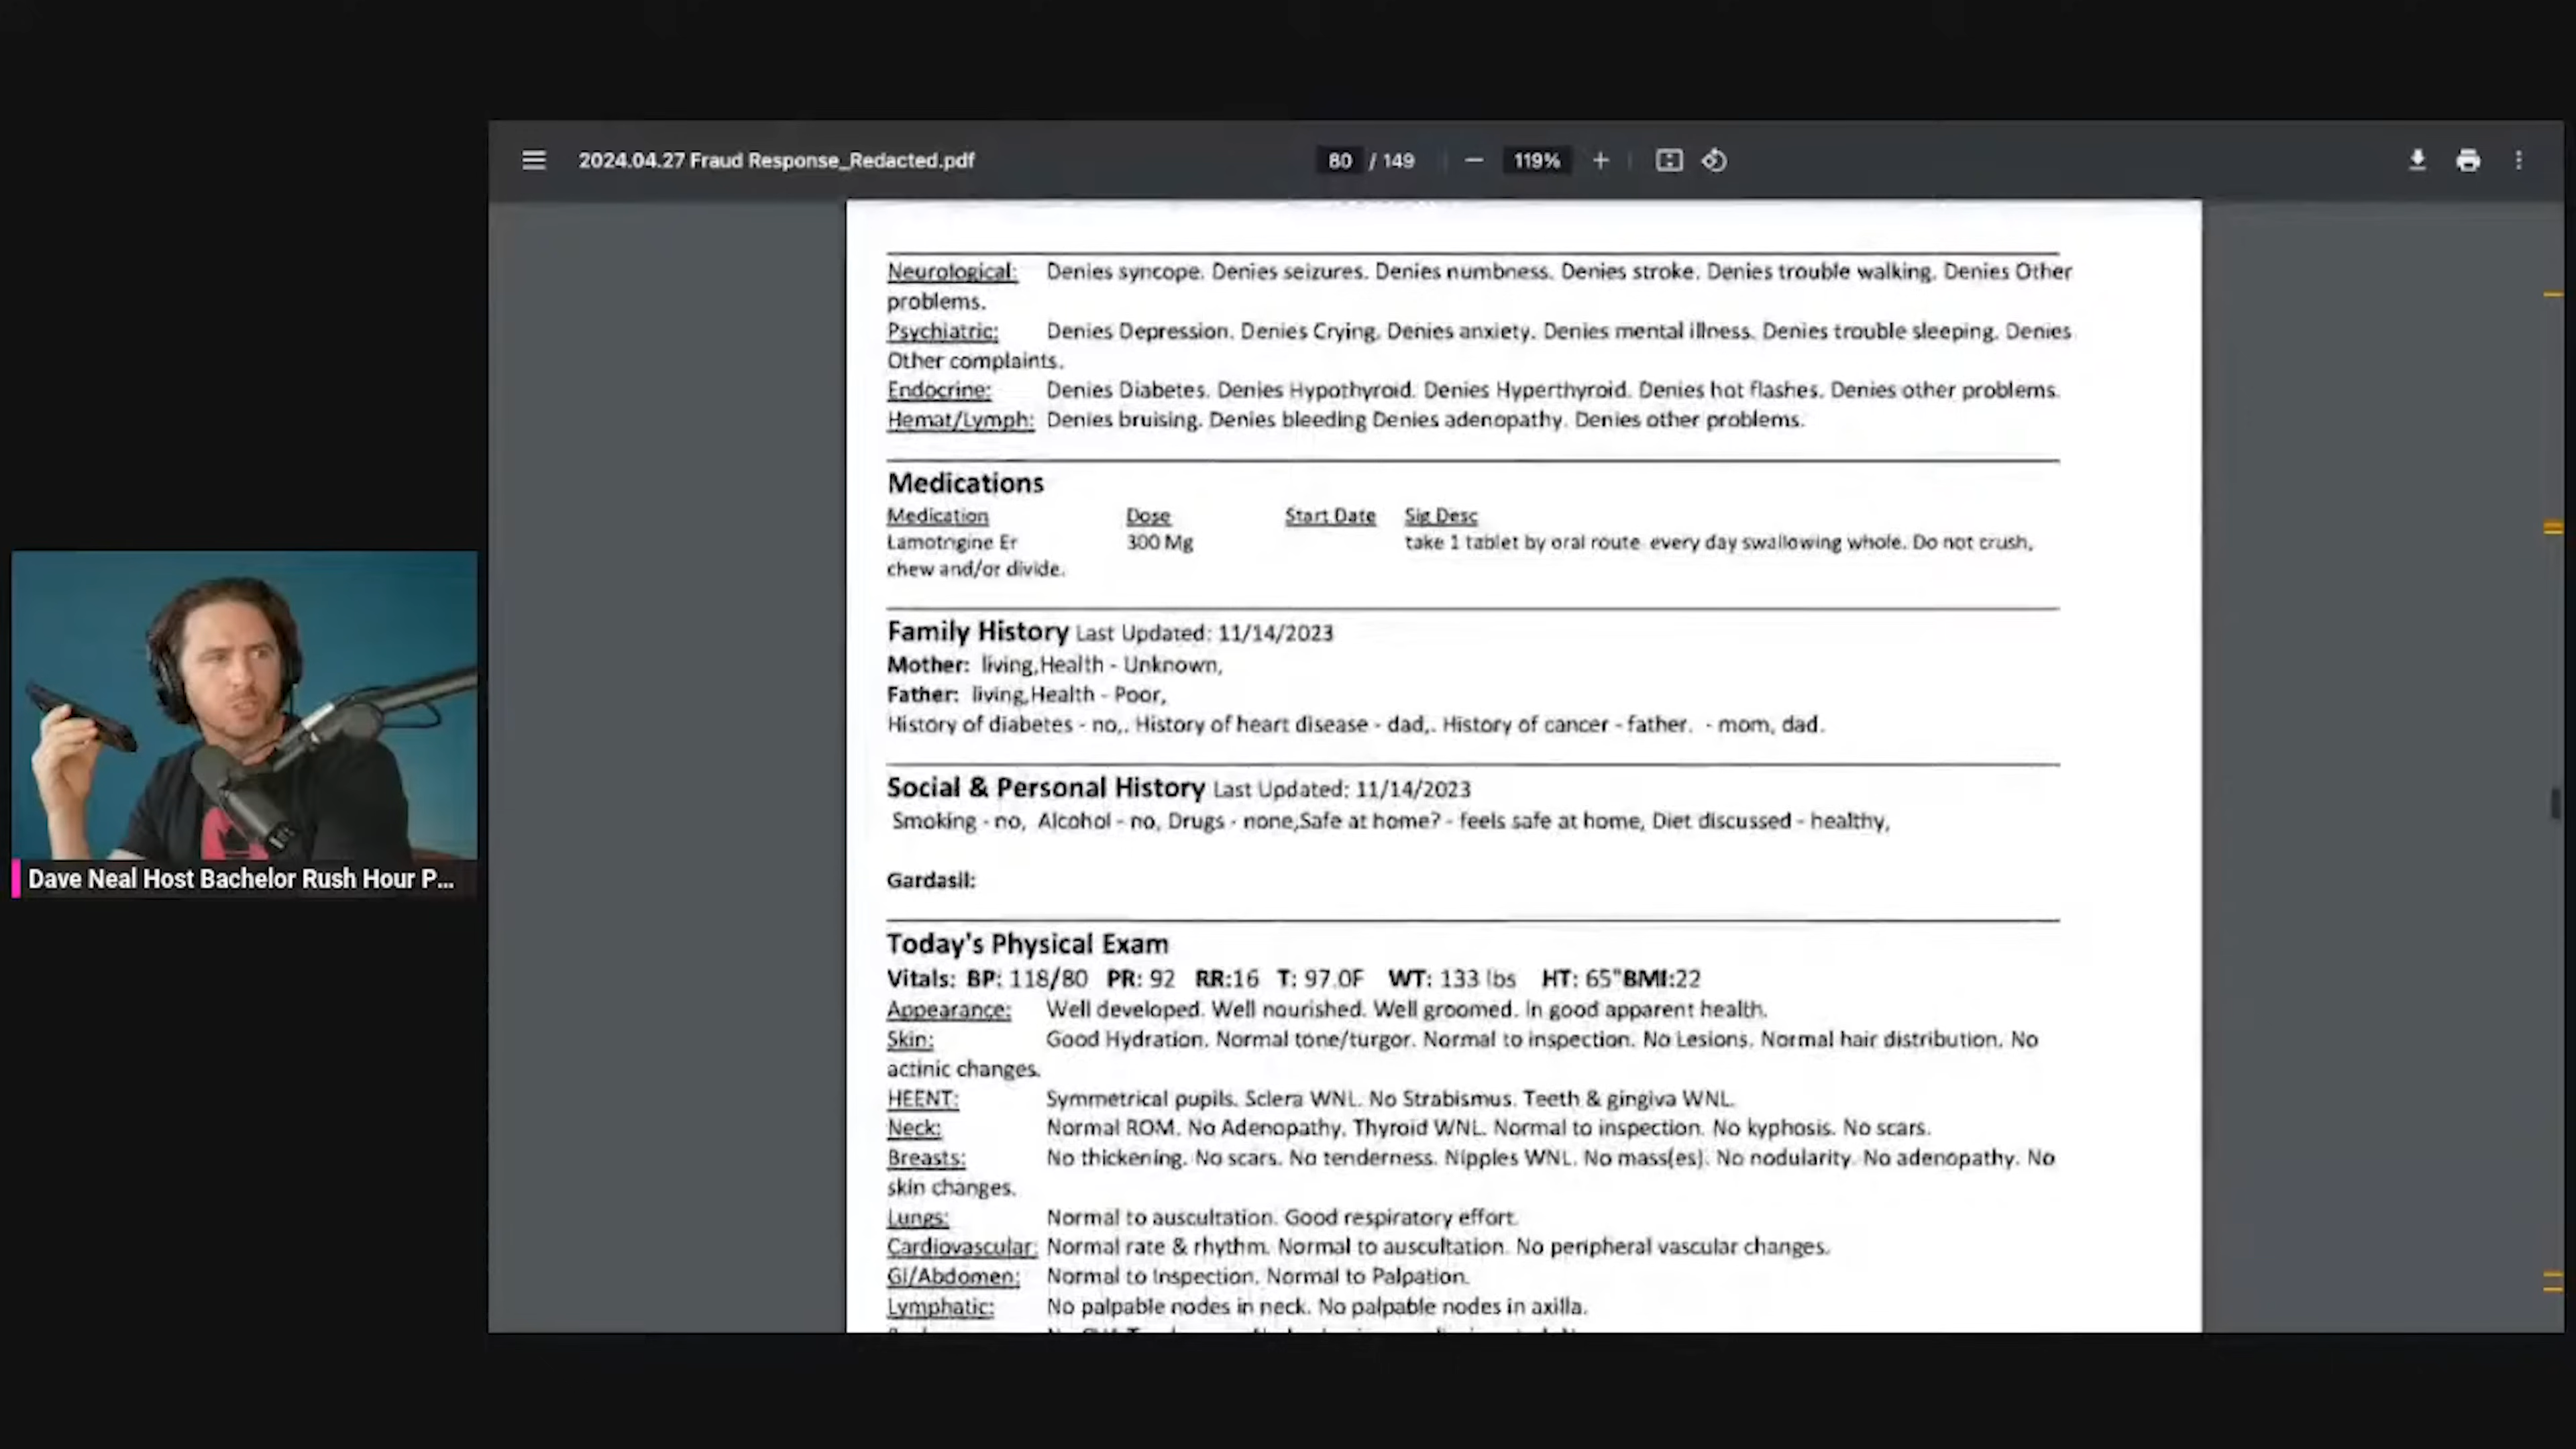 2024.04.27 Fraud Response_Redacted.pdf
80 / 149
119%
Neurological: Denies syncope. Denies seizures. Denies numbness. Denies stroke. Denies trouble walking. Denies Other
problems.
Psychiatric: Denies Depression. Denies Crying. Denies anxiety. Denies mental illness. Denies trouble sleeping. Denies
Other complaints.
Endocrine: Denies Diabetes. Denies Hypothyroid. Denies Hyperthyroid. Denies hot flashes. Denies other problems.
Hemat/Lymph: Denies bruising. Denies bleeding Denies adenopathy. Denies other problems.
Medications
Medication Dose Start Date Sig Desc
Lamotrigine Er 300 Mg take 1 tablet by oral route every day swallowing whole. Do not crush,
chew and/or divide.
Family History Last Updated: 11/14/2023
Mother: living,Health - Unknown,
Father: living,Health - Poor,
History of diabetes - no,. History of heart disease - dad,. History of cancer - father. - mom, dad.
Social & Personal History Last Updated: 11/14/2023
Smoking - no, Alcohol - no, Drugs - none,Safe at home? - feels safe at home, Diet discussed - healthy,
Gardasil:
Today's Physical Exam
Vitals: BP: 118/80 PR: 92 RR:16 T: 97.0F WT: 133 lbs HT: 65"BMI:22
Appearance: Well developed. Well nourished. Well groomed. In good apparent health.
Skin: Good Hydration. Normal tone/turgor. Normal to inspection. No Lesions. Normal hair distribution. No
actinic changes.
HEENT: Symmetrical pupils. Sclera WNL. No Strabismus. Teeth & gingiva WNL.
Neck: Normal ROM. No Adenopathy. Thyroid WNL. Normal to inspection. No kyphosis. No scars.
Breasts: No thickening. No scars. No tenderness. Nipples WNL. No mass(es). No nodularity. No adenopathy. No
skin changes.
Lungs: Normal to auscultation. Good respiratory effort.
Cardiovascular: Normal rate & rhythm. Normal to auscultation. No peripheral vascular changes.
GI/Abdomen: Normal to Inspection. Normal to Palpation.
Lymphatic: No palpable nodes in neck. No palpable nodes in axilla.
Dave Neal Host Bachelor Rush Hour P...